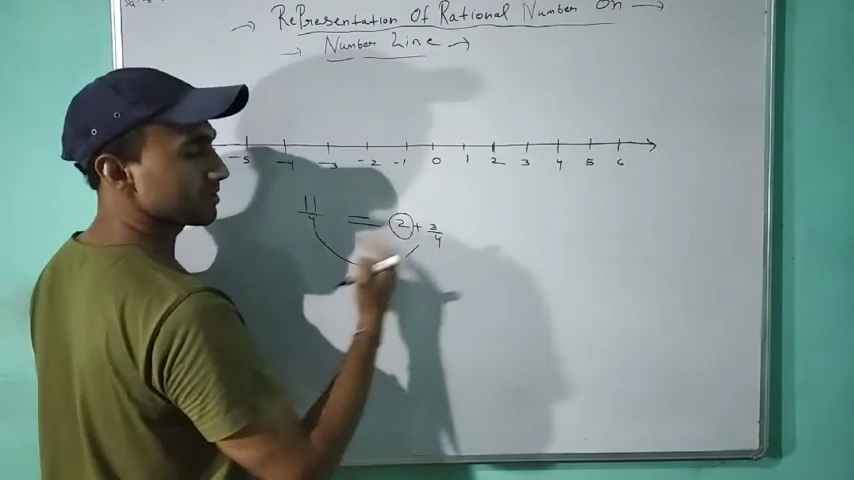 → RePresentation Of Rational Number On →
→ Number Line →
-5 -4 -3 -2 -1 0 1 2 3 4 5 6
11/4 = 2 + 3/4